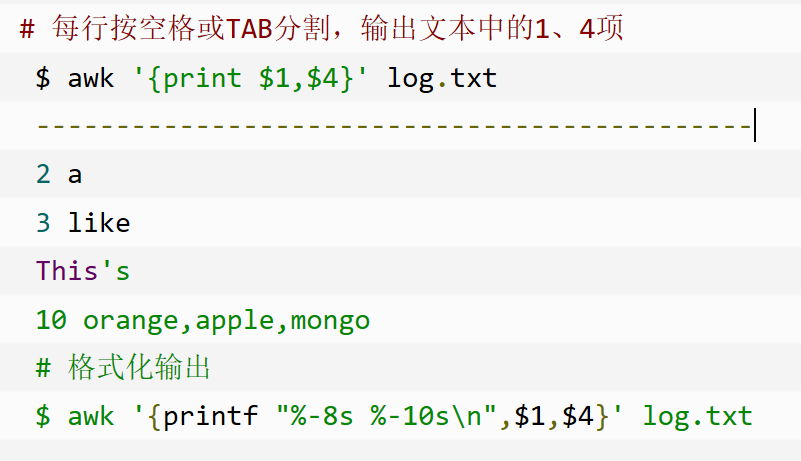 # 每行按空格或TAB分割，输出文本中的1、4项
$ awk '{print $1,$4}' log.txt
---------------------------------------------
2 a
3 like
This's
10 orange,apple,mongo
# 格式化输出
$ awk '{printf "%-8s %-10s\n",$1,$4}' log.txt